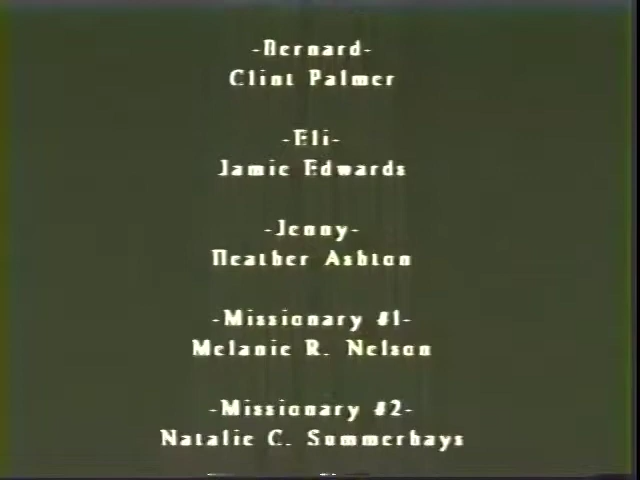 -Bernard-
Clint Palmer
-Eli-
Jamie Edwards
-Jenny-
Heather Ashton
-Missionary #1-
Melanie R. Nelson
-Missionary #2-
Natalie C. Summerhays